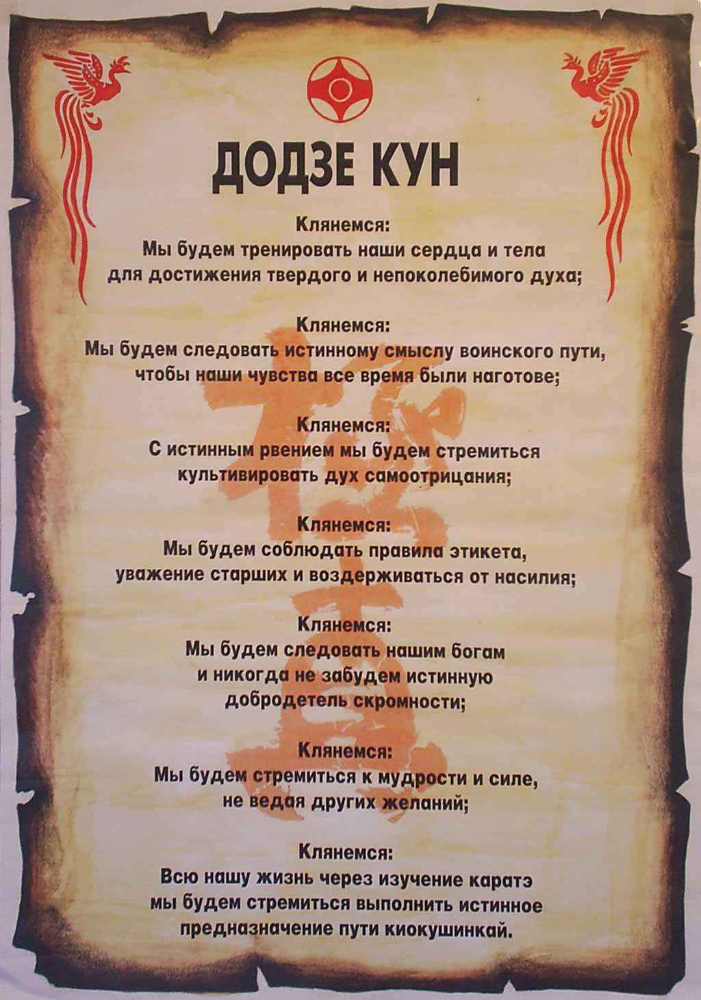 ДОДЗЕ КУН
Клянемся:
Мы будем тренировать наши сердца и тела
для достижения твердого и непоколебимого духа;
Клянемся:
Мы будем следовать истинному смыслу воинского пути,
чтобы наши чувства все время были наготове;
Клянемся:
С истинным рвением мы будем стремиться
культивировать дух самоотрицания;
Клянемся:
Мы будем соблюдать правила этикета,
уважение старших и воздерживаться от насилия;
Клянемся:
Мы будем следовать нашим богам
и никогда не забудем истинную
добродетель скромности;
Клянемся:
Мы будем стремиться к мудрости и силе,
не ведая других желаний;
Клянемся:
Всю нашу жизнь через изучение каратэ
мы будем стремиться выполнить истинное
предназначение пути киокушинкай.